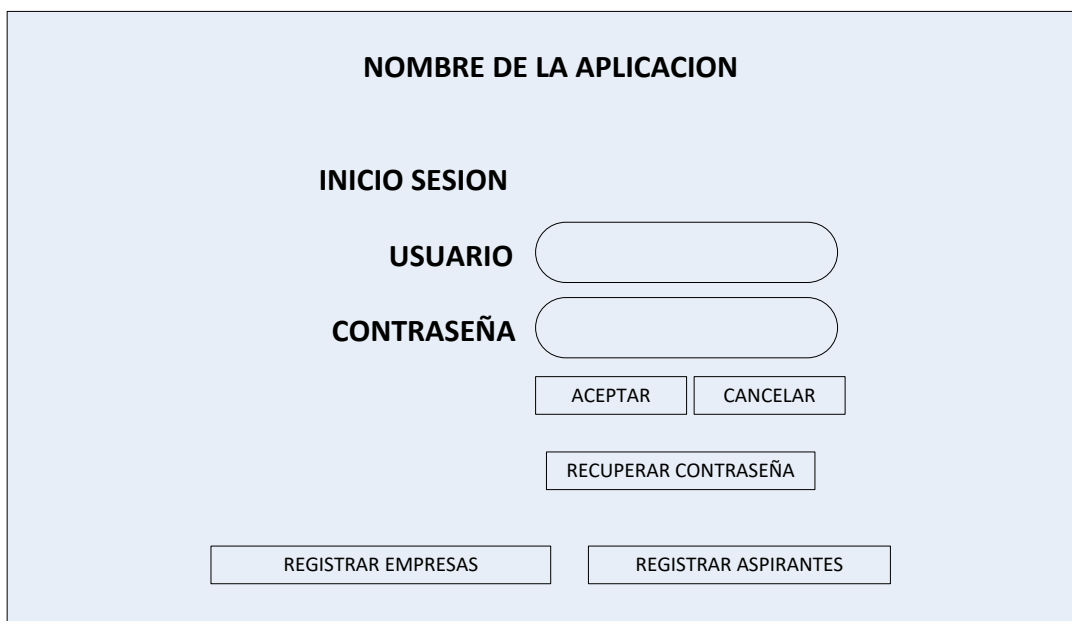 NOMBRE DE LA APLICACION
INICIO SESION
USUARIO
CONTRASEÑA
ACEPTAR CANCELAR
RECUPERAR CONTRASEÑA
REGISTRAR EMPRESAS REGISTRAR ASPIRANTES